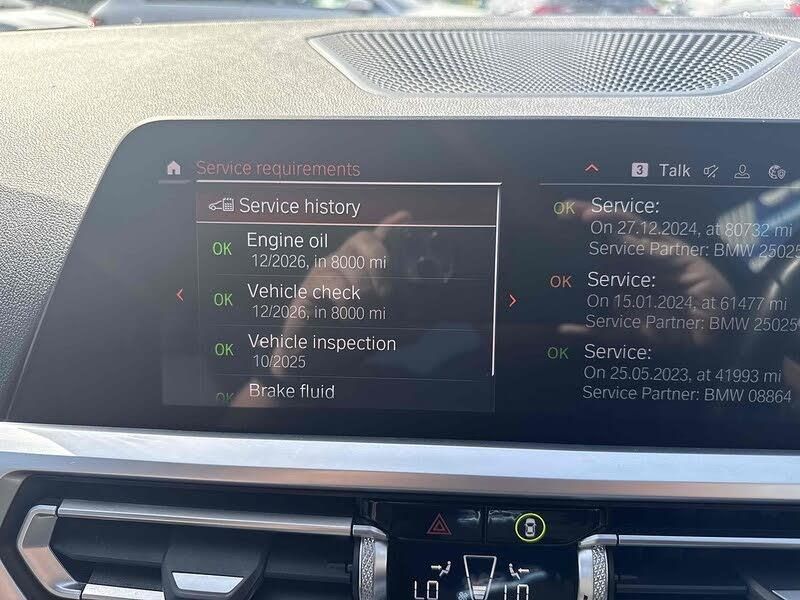 Service requirements
3 Talk
Service history
OK Engine oil
12/2026, in 8000 mi
OK Vehicle check
12/2026, in 8000 mi
OK Vehicle inspection
10/2025
OK Brake fluid
OK Service:
On 27.12.2024, at 80732 mi
Service Partner: BMW 25025
OK Service:
On 15.01.2024, at 61477 mi
Service Partner: BMW 25025
OK Service:
On 25.05.2023, at 41993 mi
Service Partner: BMW 08864
LO LO